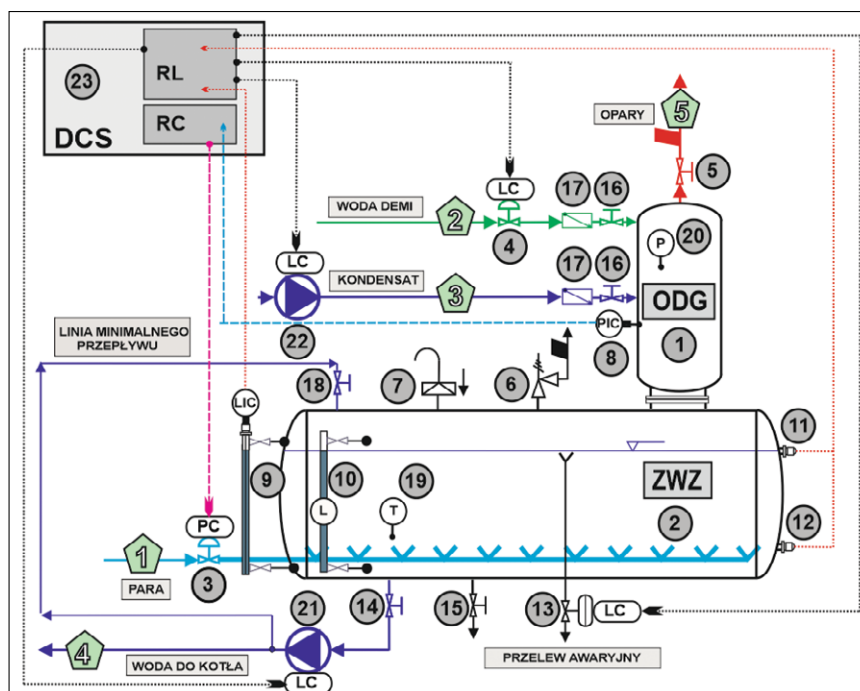 RL
23
RC
DCS
OPARY
5
5
LC
17
16
20
WODA DEMI
2
P
4
LC
17
16
KONDENSAT
3
ODG
LINIA MINIMALNEGO
PRZEPŁYWU
22
PIC
8
1
18
7
6
LIC
11
9
10
19
ZWZ
L
T
2
12
PC
1
PARA
3
21
14
15
13
LC
4
WODA DO KOTŁA
LC
PRZELEW AWARYJNY